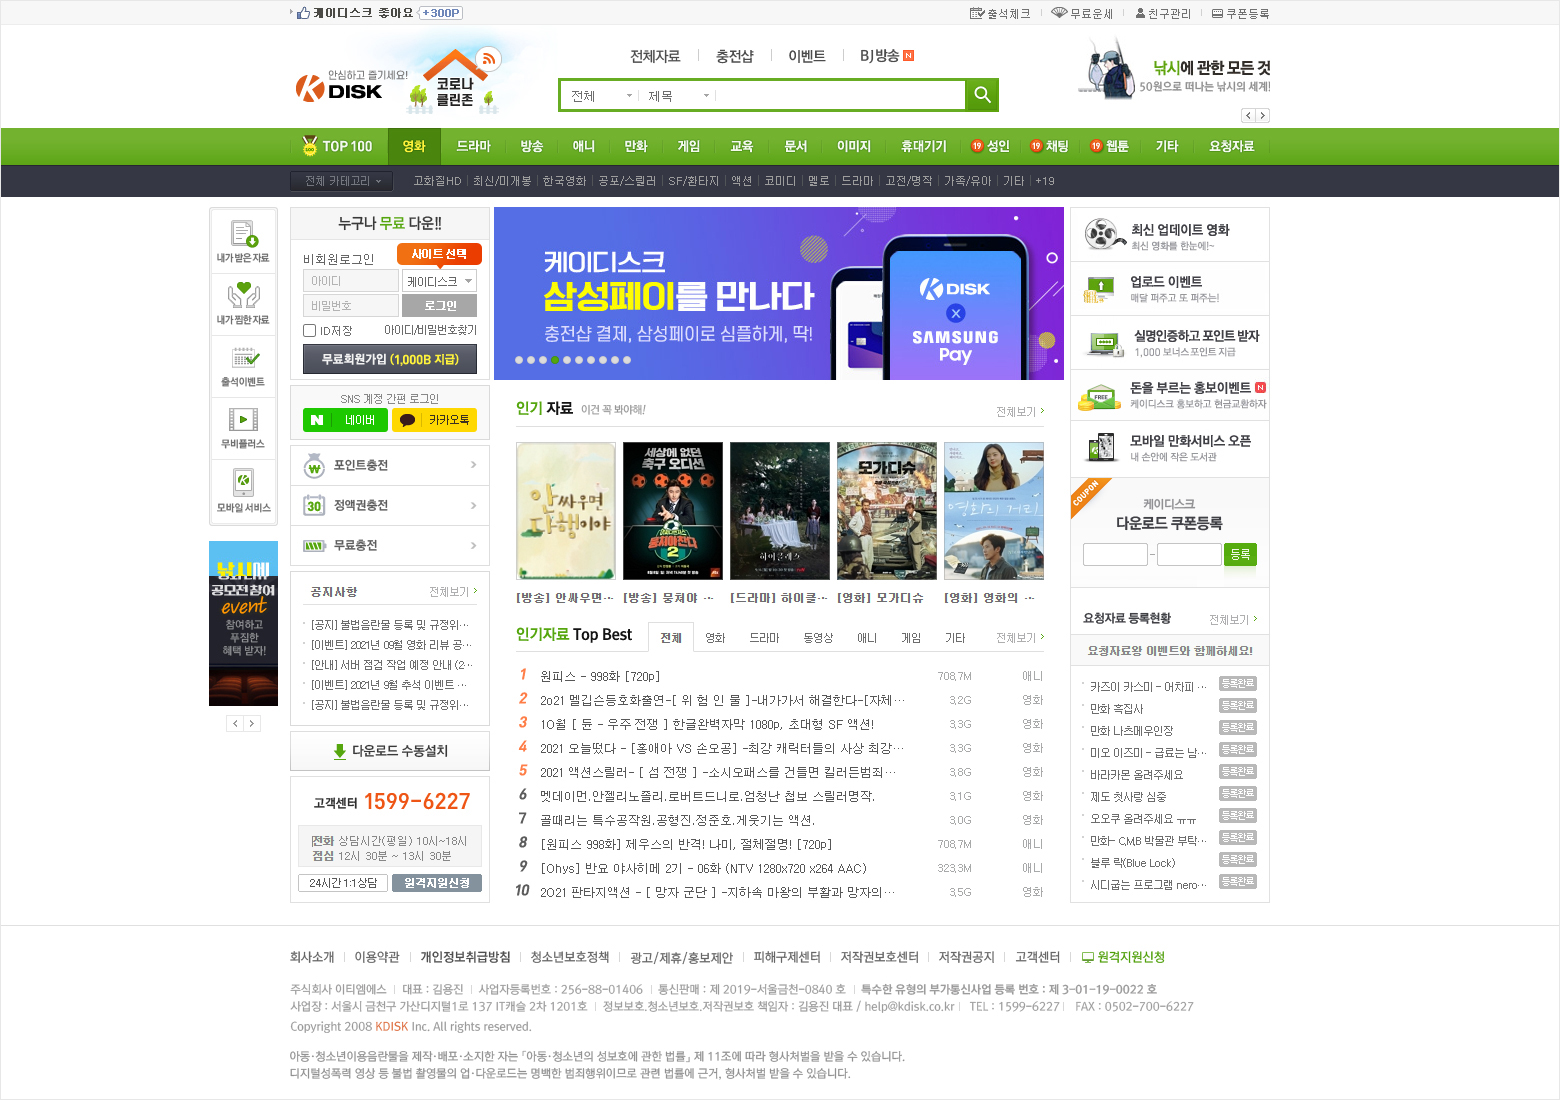 케이디스크 좋아요 +300P
출석체크 무료운세 친구관리 쿠폰등록
안심하고 즐기세요!
KDISK
코로나
클린존
전체자료 충전샵 이벤트 BJ방송 N
전체 제목
낚시에 관한 모든 것
50원으로 떠나는 낚시의 세계!
TOP 100 영화 드라마 방송 애니 만화 게임 교육 문서 이미지 휴대기기 19 성인 19 채팅 19 웹툰 기타 요청자료
전체 카테고리 고화질HD 최신/미개봉 한국영화 공포/스릴러 SF/환타지 액션 코미디 멜로 드라마 고전/명작 가족/유아 기타 +19
내가 받은 자료
내가 찜한 자료
출석이벤트
무비플러스
모바일 서비스
낚시에
공모전 참여
event
참여하고
푸짐한
혜택 받자!
누구나 무료 다운!!
비회원로그인 사이트 선택
아이디 케이디스크
비밀번호 로그인
ID저장 아이디/비밀번호찾기
무료회원가입 (1,000B 지급)
SNS 계정 간편 로그인
N 네이버 카카오톡
포인트충전
30 정액권충전
무료충전
공지사항 전체보기
[공지] 불법음란물 등록 및 규정위…
[이벤트] 2021년 09월 영화 리뷰 공…
[안내] 서버 점검 작업 예정 안내 (2…
[이벤트] 2021년 9월 추석 이벤트 …
[공지] 불법음란물 등록 및 규정위…
다운로드 수동설치
고객센터 1599-6227
전화 상담시간(평일) 10시~18시
점심 12시 30분 ~ 13시 30분
24시간 1:1상담 원격지원신청
케이디스크
삼성페이를 만나다
충전샵 결제, 삼성페이로 심플하게, 딱!
KDISK
X
SAMSUNG
Pay
인기 자료 이건 꼭 봐야해! 전체보기
안싸우면
다행이야
세상에 없던
축구 오디션
뭉쳐야찬다
2
하이클래스
모가디슈
영화의 거리
[방송] 안싸우면… [방송] 뭉쳐야 … [드라마] 하이클… [영화] 모가디슈 [영화] 영화의 …
인기자료 Top Best 전체 영화 드라마 동영상 애니 게임 기타 전체보기
1 원피스 - 998화 [720p] 708,7M 애니
2 2o21 멜깁슨등호화출연-[ 위 험 인 물 ]-내가가서 해결한다-[자체… 3,2G 영화
3 1O월 [ 듄 - 우주 전쟁 ] 한글완벽자막 1080p, 초대형 SF 액션! 3,3G 영화
4 2021 오늘떴다 - [홍애아 VS 손오공] -최강 캐릭터들의 사상 최강… 3,3G 영화
5 2021 액션스릴러- [ 섬 전쟁 ] -소시오패스를 건들면 킬러든범죄… 3,8G 영화
6 멧데이먼.안젤리노쫄리.로버트드니로.엄청난 첩보 스릴러명작. 3,1G 영화
7 골때리는 특수공작원.공형진.정준호.게웃기는 액션. 3,0G 영화
8 [원피스 998화] 제우스의 반격! 나미, 절체절명! [720p] 708,7M 애니
9 [Ohys] 반요 야사히메 2기 - 06화 (NTV 1280x720 x264 AAC) 323,3M 애니
10 2O21 판타지액션 - [ 망자 군단 ] -지하속 마왕의 부활과 망자의… 3,5G 영화
최신 업데이트 영화
최신 영화를 한눈에!~
업로드 이벤트
매달 퍼주고 또 퍼주는!
실명인증하고 포인트 받자
1,000 보너스포인트 지급
FREE
돈을 부르는 홍보이벤트 N
케이디스크 홍보하고 현금교환하자
모바일 만화서비스 오픈
내 손안에 작은 도서관
COUPON
케이디스크
다운로드 쿠폰등록
- 등록
요청자료 등록현황 전체보기
요청자료왕 이벤트와 함께하세요!
카즈이 카스미 - 어차피 … 등록완료
만화 흑집사 등록완료
만화 나츠메우인장 등록완료
미오 이즈미 - 급료는 남… 등록완료
바라카몬 올려주세요 등록완료
제도 첫사랑 심중 등록완료
오오쿠 올려주세요 ㅠㅠ 등록완료
만화- C.M.B 박물관 부탁… 등록완료
블루 락(Blue Lock) 등록완료
시디굽는 프로그램 nero… 등록완료
회사소개 이용약관 개인정보취급방침 청소년보호정책 광고/제휴/홍보제안 피해구제센터 저작권보호센터 저작권공지 고객센터 원격지원신청
주식회사 이티엠에스 대표 : 김용진 사업자등록번호 : 256-88-01406 통신판매 : 제 2019-서울금천-0840 호 특수한 유형의 부가통신사업 등록 번호 : 제 3-01-19-0022 호
사업장 : 서울시 금천구 가산디지털1로 137 IT캐슬 2차 1201호 정보보호,청소년보호,저작권보호 책임자 : 김용진 대표 / help@kdisk.co.kr TEL : 1599-6227 FAX : 0502-700-6227
Copyright 2008 KDISK Inc. All rights reserved.
아동·청소년이용음란물을 제작·배포·소지한 자는 「아동·청소년의 성보호에 관한 법률」 제 11조에 따라 형사처벌을 받을 수 있습니다.
디지털성폭력 영상 등 불법 촬영물의 업·다운로드는 명백한 범죄행위이므로 관련 법률에 근거, 형사처벌 받을 수 있습니다.